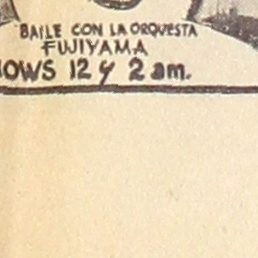 BAILE CON LA ORQUESTA
FUJIYAMA
OWS 12 y 2 am.